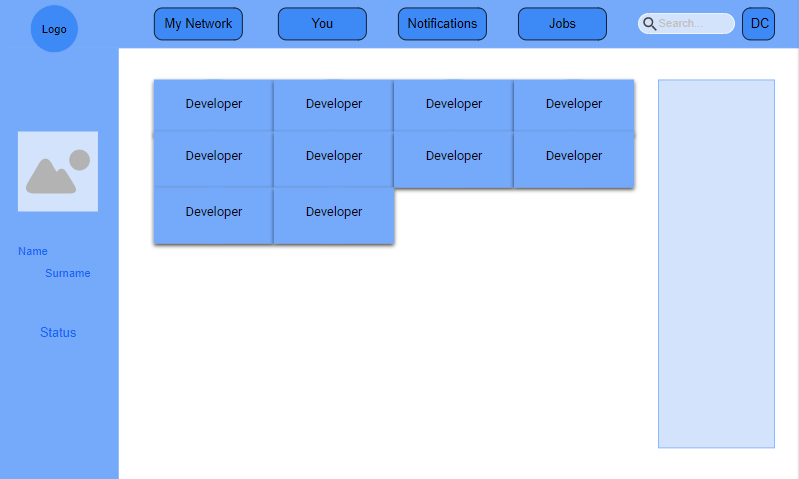 Logo
My Network
You
Notifications
Jobs
Search...
DC
Name
Surname
Status
Developer
Developer
Developer
Developer
Developer
Developer
Developer
Developer
Developer
Developer